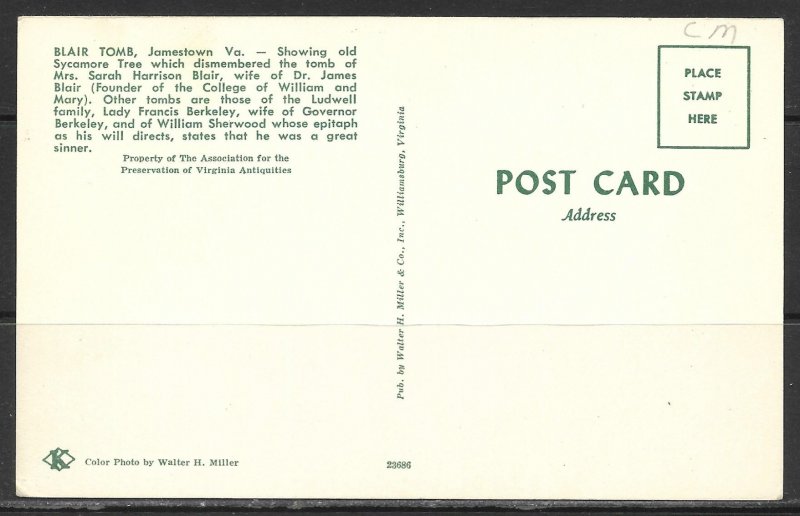 BLAIR TOMB, Jamestown Va. — Showing old
Sycamore Tree which dismembered the tomb of
Mrs. Sarah Harrison Blair, wife of Dr. James
Blair (Founder of the College of William and
Mary). Other tombs are those of the Ludwell
family, Lady Francis Berkeley, wife of Governor
Berkeley, and of William Sherwood whose epitaph
as his will directs, states that he was a great
sinner.
Property of The Association for the
Preservation of Virginia Antiquities
K
Color Photo by Walter H. Miller
Pub. by Walter H. Miller & Co., Inc., Williamsburg, Virginia
23686
CM
PLACE
STAMP
HERE
POST CARD
Address